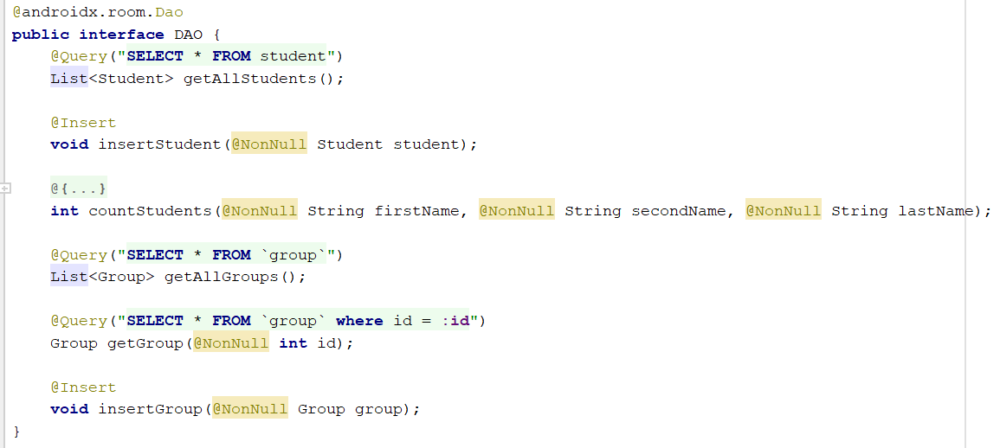 @androidx.room.Dao
public interface DAO {
    @Query("SELECT * FROM student")
    List<Student> getAllStudents();

    @Insert
    void insertStudent(@NonNull Student student);

    @{...}
    int countStudents(@NonNull String firstName, @NonNull String secondName, @NonNull String lastName);

    @Query("SELECT * FROM `group`")
    List<Group> getAllGroups();

    @Query("SELECT * FROM `group` where id = :id")
    Group getGroup(@NonNull int id);

    @Insert
    void insertGroup(@NonNull Group group);
}